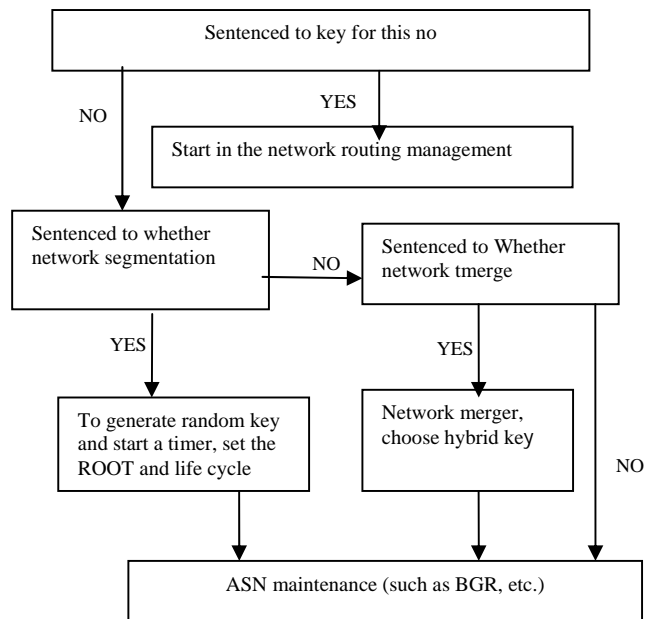 Sentenced to key for this no
YES
NO
Start in the network routing management
Sentenced to whether
network segmentation
NO
Sentenced to Whether
network tmerge
YES
YES
To generate random key
and start a timer, set the
ROOT and life cycle
Network merger,
choose hybrid key
NO
ASN maintenance (such as BGR, etc.)